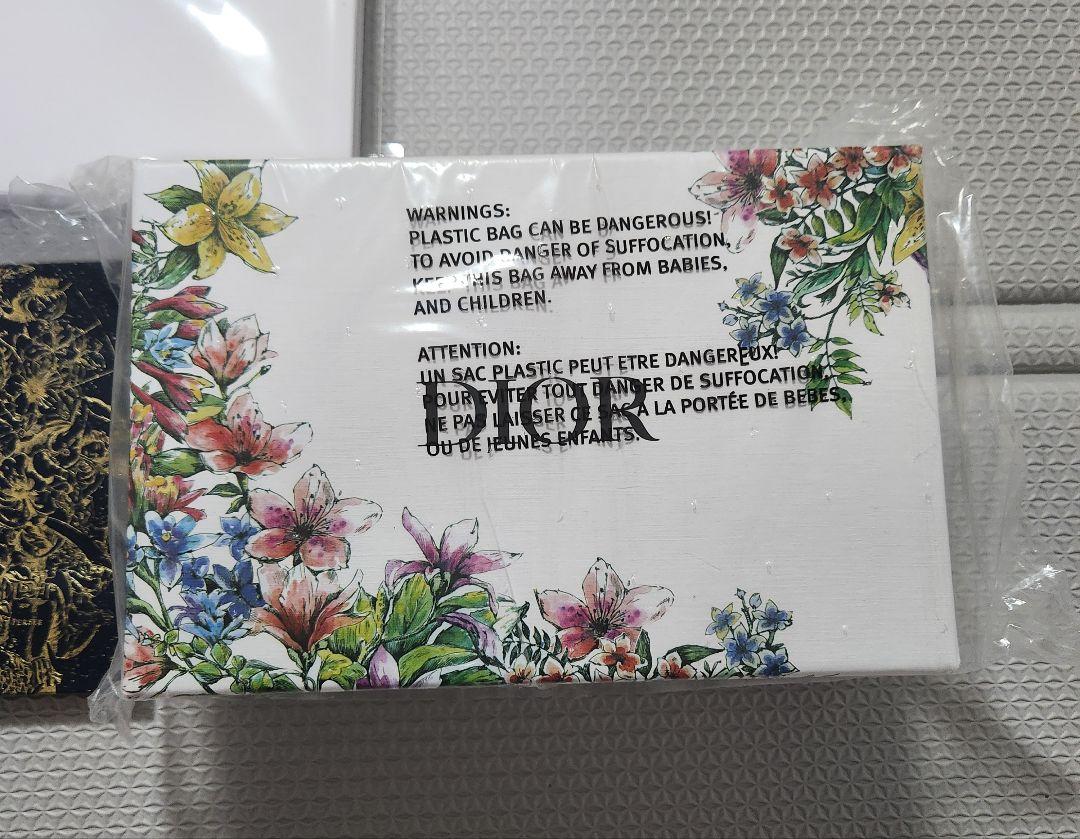 WARNINGS:
PLASTIC BAG CAN BE DANGEROUS!
TO AVOID DANGER OF SUFFOCATION,
KEEP THIS BAG AWAY FROM BABIES,
AND CHILDREN.
ATTENTION:
UN SAC PLASTIC PEUT ETRE DANGEREUX!
POUR EVITER TOUT DANGER DE SUFFOCATION,
NE PAS LAISSER CE SAC À LA PORTÉE DE BEBES,
OU DE JEUNES ENFANTS.
DIOR